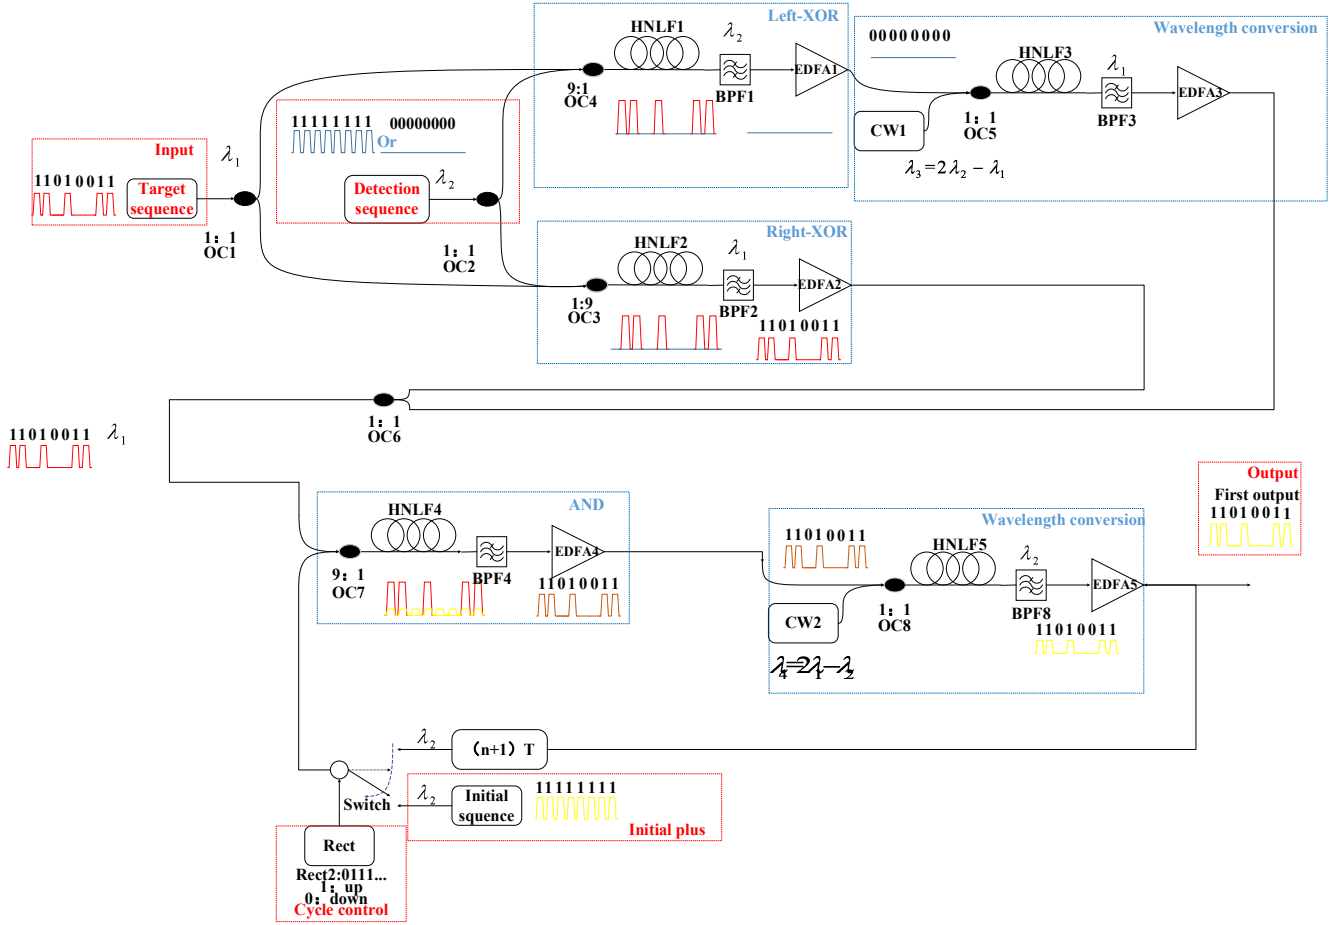 Left-XOR
HNLF1
λ2
EDFA1
BPF1
9:1
OC4
Wavelength conversion
00000000
HNLF3
λ1
EDFA3
BPF3
CW1
1：1
OC5
λ3=2λ2−λ1
11111111 00000000
Or
λ2
Detection
sequence
1：1
OC2
Input
λ1
11010011
Target
sequence
1：1
OC1
Right-XOR
HNLF2
λ1
EDFA2
BPF2
1:9
OC3
11010011
1：1
OC6
11010011 λ1
AND
HNLF4
EDFA4
BPF4
9：1
OC7
11010011
Wavelength conversion
11010011
HNLF5
λ2
EDFA5
BPF8
1：1
OC8
CW2
11010011
λ4=2λ1−λ2
Output
First output
11010011
λ2
（n+1）T
Switch
λ2
Initial
squence
11111111
Initial plus
Rect
Rect2:0111...
1：up
0：down
Cycle control